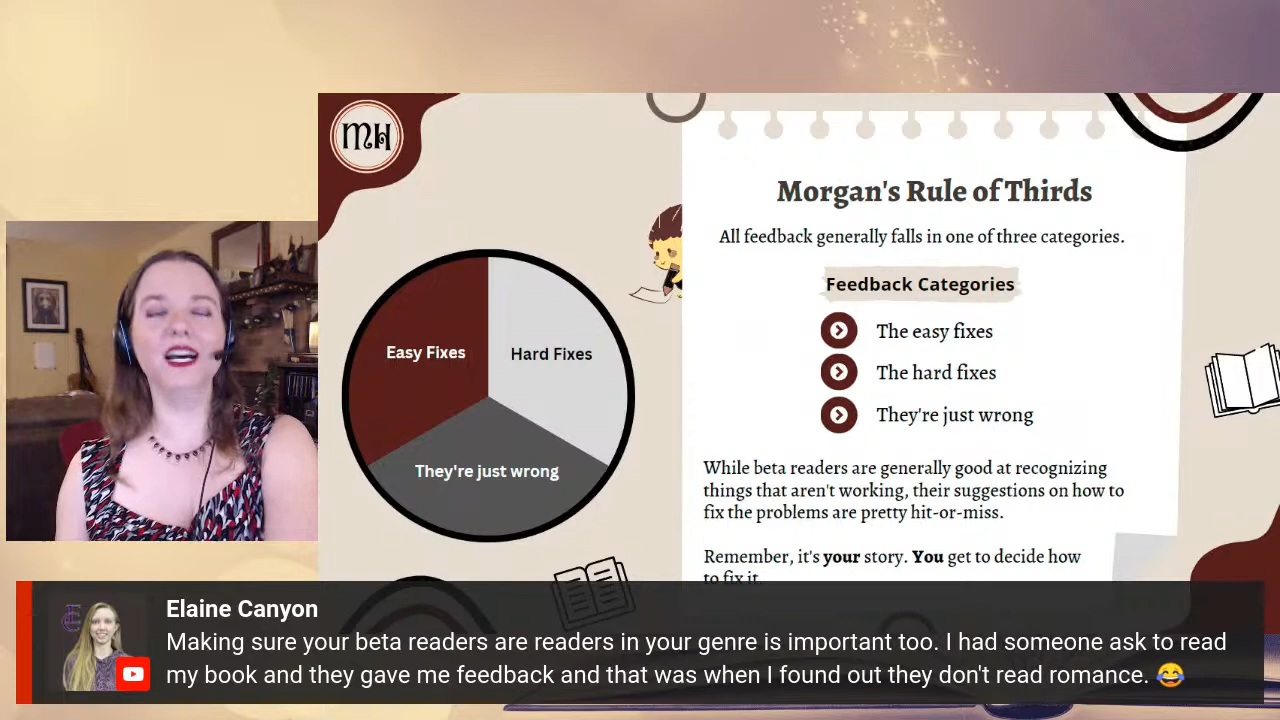 MH
Morgan's Rule of Thirds
All feedback generally falls in one of three categories.
Feedback Categories
The easy fixes
The hard fixes
They're just wrong
Easy Fixes
Hard Fixes
They're just wrong
While beta readers are generally good at recognizing
things that aren't working, their suggestions on how to
fix the problems are pretty hit-or-miss.
Remember, it's your story. You get to decide how
to fix it.
Elaine Canyon
Making sure your beta readers are readers in your genre is important too. I had someone ask to read
my book and they gave me feedback and that was when I found out they don't read romance. 😂